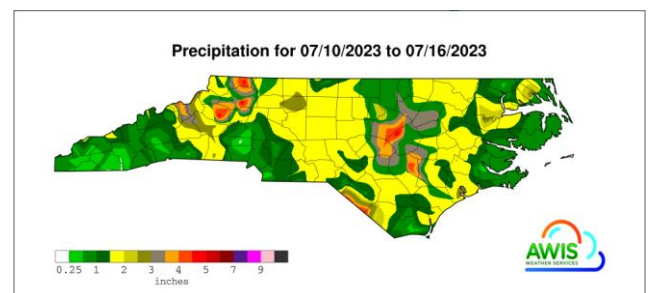 Precipitation for 07/10/2023 to 07/16/2023
0.25 1 2 3 4 5 7 9
inches
AWIS
WEATHER SERVICES